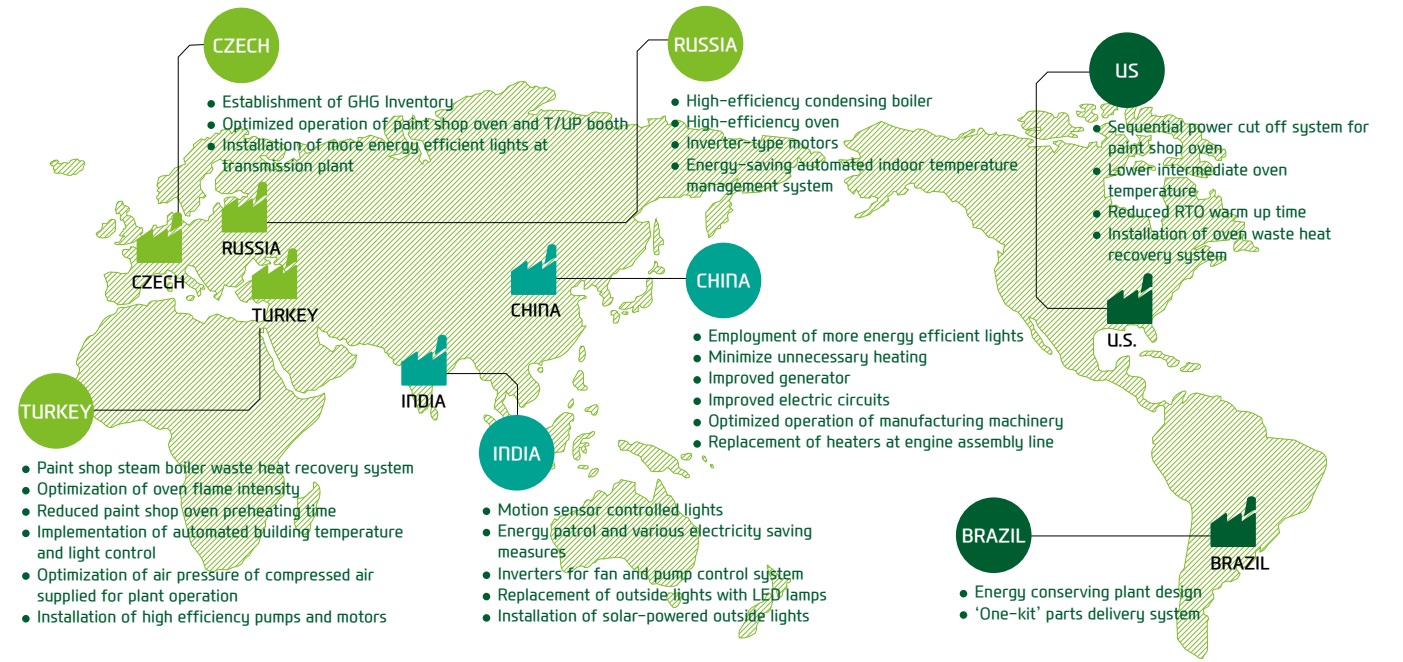 CZECH
● Establishment of GHG Inventory
● Optimized operation of paint shop oven and T/UP booth
● Installation of more energy efficient lights at
transmission plant
RUSSIA
● High-efficiency condensing boiler
● High-efficiency oven
● Inverter-type motors
● Energy-saving automated indoor temperature
management system
US
● Sequential power cut off system for
paint shop oven
● Lower intermediate oven
temperature
● Reduced RTO warm up time
● Installation of oven waste heat
recovery system
RUSSIA
CZECH
TURKEY
CHINA
INDIA
U.S.
BRAZIL
CHINA
● Employment of more energy efficient lights
● Minimize unnecessary heating
● Improved generator
● Improved electric circuits
● Optimized operation of manufacturing machinery
● Replacement of heaters at engine assembly line
TURKEY
● Paint shop steam boiler waste heat recovery system
● Optimization of oven flame intensity
● Reduced paint shop oven preheating time
● Implementation of automated building temperature
and light control
● Optimization of air pressure of compressed air
supplied for plant operation
● Installation of high efficiency pumps and motors
INDIA
● Motion sensor controlled lights
● Energy patrol and various electricity saving
measures
● Inverters for fan and pump control system
● Replacement of outside lights with LED lamps
● Installation of solar-powered outside lights
BRAZIL
● Energy conserving plant design
● ‘One-kit’ parts delivery system